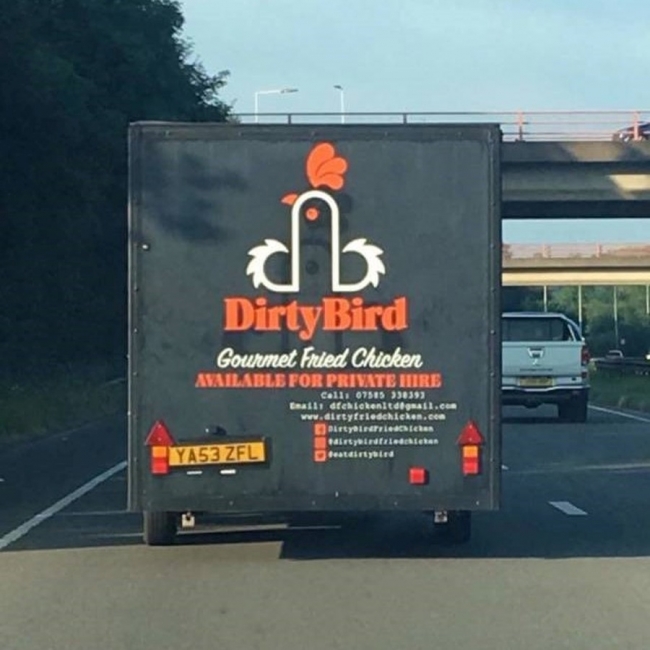 DirtyBird
Gourmet Fried Chicken
AVAILABLE FOR PRIVATE HIRE
Call: 07585 338393
Email: dfchickenltd@gmail.com
www.dirtyfriedchicken.com
DirtyBirdFriedChicken
@dirtybirdfriedchicken
@eatdirtybird
YA53 ZFL